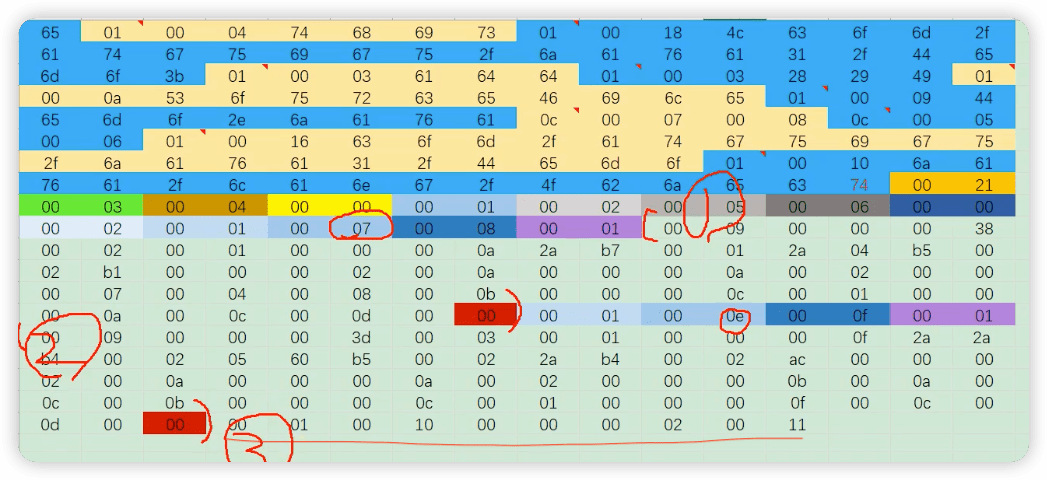 65 01 00 04 74 68 69 73 01 00 18 4c 63 6f 6d 2f
61 74 67 75 69 67 75 2f 6a 61 76 61 31 2f 44 65
6d 6f 3b 01 00 03 61 64 64 01 00 03 28 29 49 01
00 0a 53 6f 75 72 63 65 46 69 6c 65 01 00 09 44
65 6d 6f 2e 6a 61 76 61 0c 00 07 00 08 0c 00 05
00 06 01 00 16 63 6f 6d 2f 61 74 67 75 69 67 75
2f 6a 61 76 61 31 2f 44 65 6d 6f 01 00 10 6a 61
76 61 2f 6c 61 6e 67 2f 4f 62 6a 65 63 74 00 21
1
00 03 00 04 00 00 00 01 00 02 00 05 00 06 00 00
00 02 00 01 00 07 00 08 00 01 00 09 00 00 00 38
00 02 00 01 00 00 00 0a 2a b7 00 01 2a 04 b5 00
02 b1 00 00 00 02 00 0a 00 00 00 0a 00 02 00 00
00 07 00 04 00 08 00 0b 00 00 00 0c 00 01 00 00
00 0a 00 0c 00 0d 00 00 00 01 00 0e 00 0f 00 01
2
00 09 00 00 00 3d 00 03 00 01 00 00 00 0f 2a 2a
b4 00 02 05 60 b5 00 02 2a b4 00 02 ac 00 00 00
02 00 0a 00 00 00 0a 00 02 00 00 00 0b 00 0a 00
0c 00 0b 00 00 00 0c 00 01 00 00 00 0f 00 0c 00
0d 00 00 00 01 00 10 00 00 00 02 00 11
3